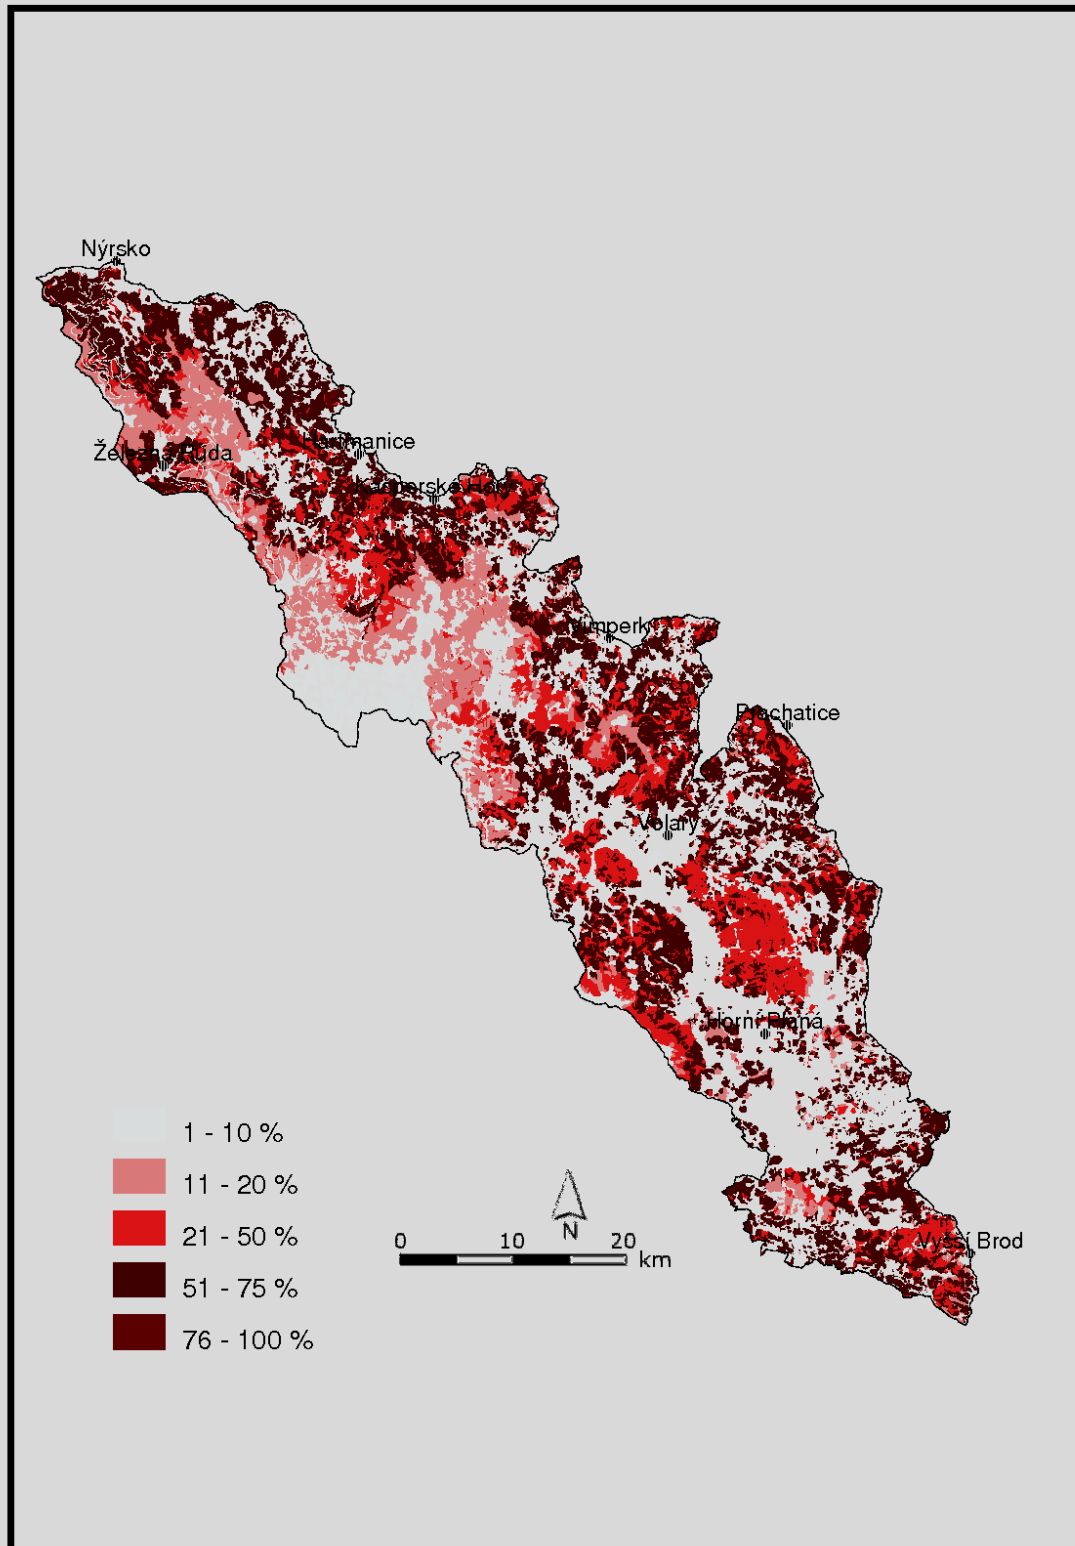 Nýrsko
Hartmanice
Železná Ruda
Kašperské Hory
Vimperk
Prachatice
Volary
Horní Planá
1 - 10 %
11 - 20 %
21 - 50 %
51 - 75 %
76 - 100 %
N
0 10 20
km
Vyšší Brod